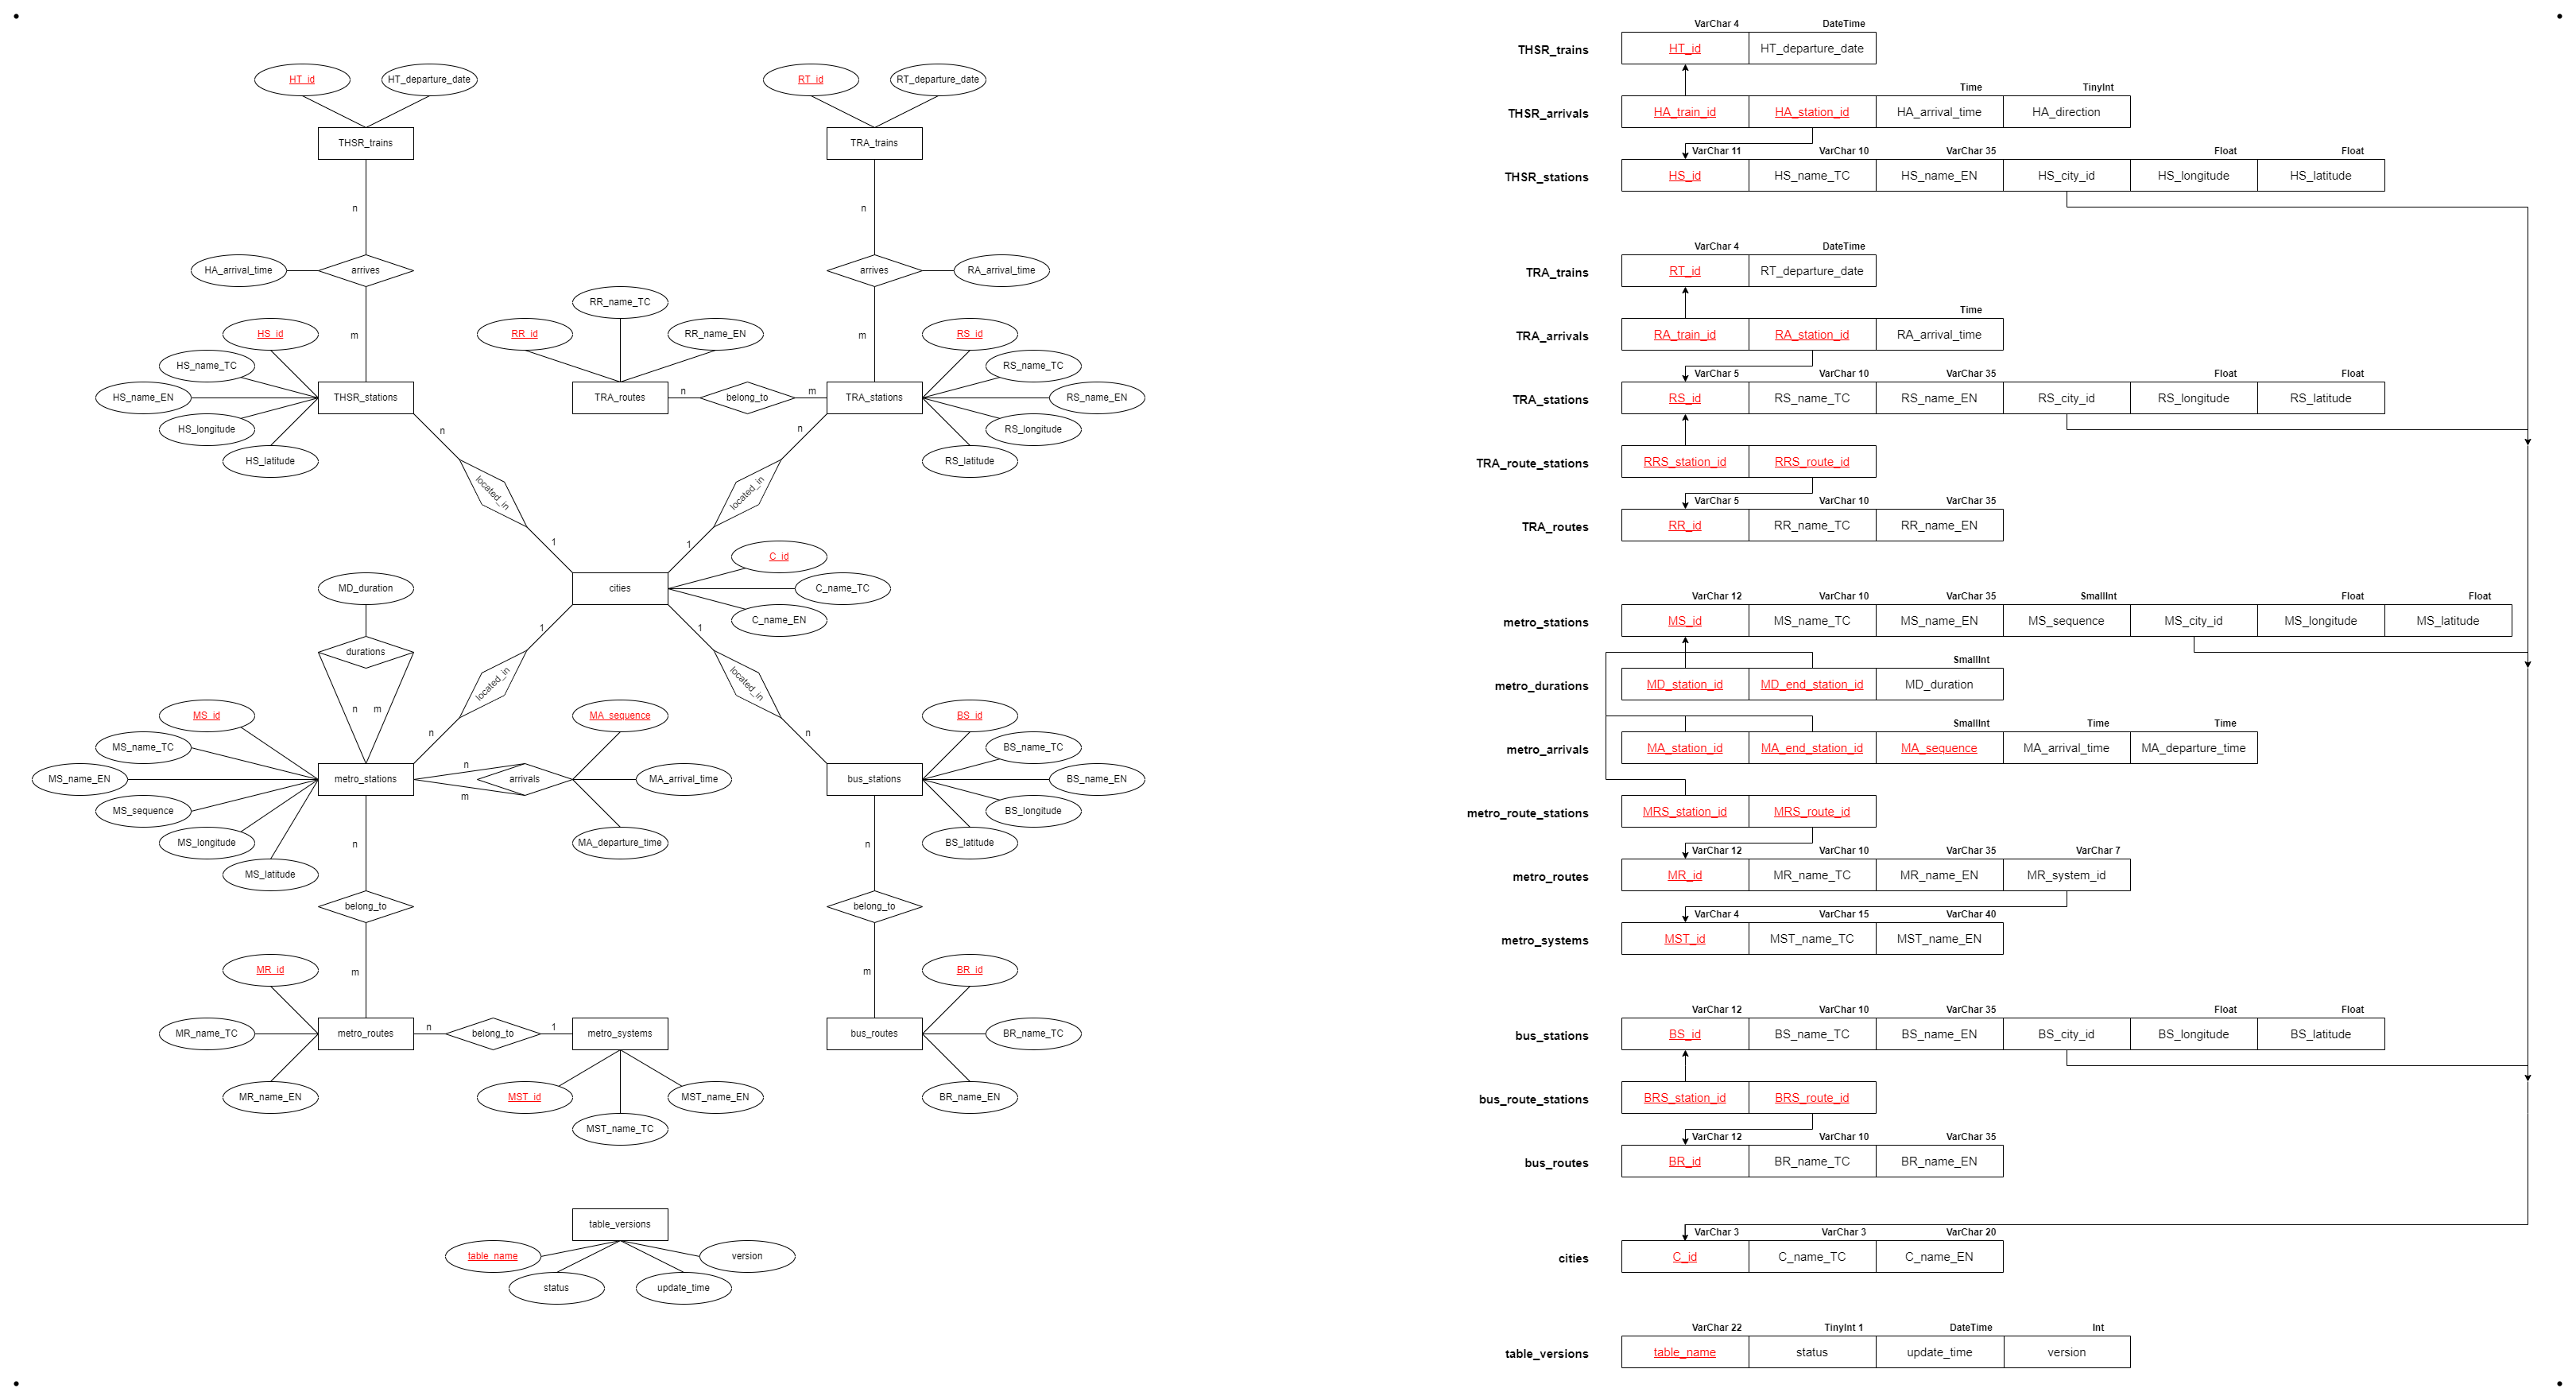 HT_id
HT_departure_date
THSR_trains
n
HA_arrival_time
arrives
m
HS_id
HS_name_TC
HS_name_EN
HS_longitude
HS_latitude
THSR_stations
n
located_in
1
RT_id
RT_departure_date
TRA_trains
n
arrives
RA_arrival_time
m
RR_name_TC
RR_id
RR_name_EN
TRA_routes
n
belong_to
m
TRA_stations
RS_id
RS_name_TC
RS_name_EN
RS_longitude
RS_latitude
n
located_in
1
C_id
C_name_TC
C_name_EN
cities
MD_duration
durations
n
m
1
located_in
n
1
located_in
n
MS_id
MS_name_TC
MS_name_EN
MS_sequence
MS_longitude
MS_latitude
metro_stations
n
m
arrivals
MA_sequence
MA_arrival_time
MA_departure_time
bus_stations
BS_id
BS_name_TC
BS_name_EN
BS_longitude
BS_latitude
n
belong_to
m
n
belong_to
m
MR_id
MR_name_TC
MR_name_EN
metro_routes
n
belong_to
1
metro_systems
MST_id
MST_name_TC
MST_name_EN
bus_routes
BR_id
BR_name_TC
BR_name_EN
table_versions
table_name
status
update_time
version
VarChar 4 DateTime
THSR_trains HT_id HT_departure_date
Time TinyInt
THSR_arrivals HA_train_id HA_station_id HA_arrival_time HA_direction
VarChar 11 VarChar 10 VarChar 35 Float Float
THSR_stations HS_id HS_name_TC HS_name_EN HS_city_id HS_longitude HS_latitude
VarChar 4 DateTime
TRA_trains RT_id RT_departure_date
Time
TRA_arrivals RA_train_id RA_station_id RA_arrival_time
VarChar 5 VarChar 10 VarChar 35 Float Float
TRA_stations RS_id RS_name_TC RS_name_EN RS_city_id RS_longitude RS_latitude
TRA_route_stations RRS_station_id RRS_route_id
VarChar 5 VarChar 10 VarChar 35
TRA_routes RR_id RR_name_TC RR_name_EN
VarChar 12 VarChar 10 VarChar 35 SmallInt Float Float
metro_stations MS_id MS_name_TC MS_name_EN MS_sequence MS_city_id MS_longitude MS_latitude
SmallInt
metro_durations MD_station_id MD_end_station_id MD_duration
SmallInt Time Time
metro_arrivals MA_station_id MA_end_station_id MA_sequence MA_arrival_time MA_departure_time
metro_route_stations MRS_station_id MRS_route_id
VarChar 12 VarChar 10 VarChar 35 VarChar 7
metro_routes MR_id MR_name_TC MR_name_EN MR_system_id
VarChar 4 VarChar 15 VarChar 40
metro_systems MST_id MST_name_TC MST_name_EN
VarChar 12 VarChar 10 VarChar 35 Float Float
bus_stations BS_id BS_name_TC BS_name_EN BS_city_id BS_longitude BS_latitude
bus_route_stations BRS_station_id BRS_route_id
VarChar 12 VarChar 10 VarChar 35
bus_routes BR_id BR_name_TC BR_name_EN
VarChar 3 VarChar 3 VarChar 20
cities C_id C_name_TC C_name_EN
VarChar 22 TinyInt 1 DateTime Int
table_versions table_name status update_time version